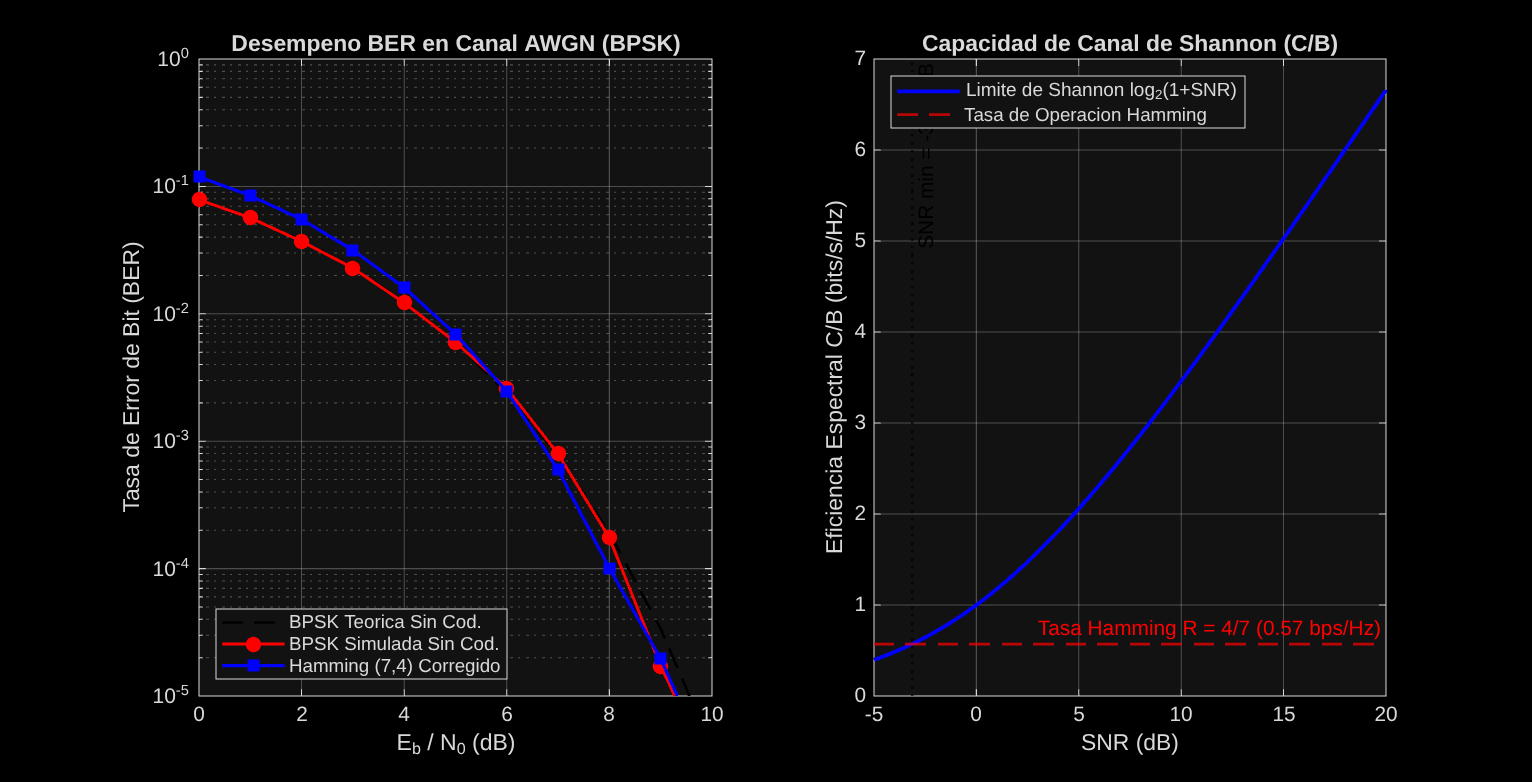 Desempeno BER en Canal AWGN (BPSK)
10^0
10^-1
10^-2
10^-3
10^-4
10^-5
Tasa de Error de Bit (BER)
BPSK Teorica Sin Cod.
BPSK Simulada Sin Cod.
Hamming (7,4) Corregido
0 2 4 6 8 10
E_b / N_0 (dB)
Capacidad de Canal de Shannon (C/B)
7
6
5
4
3
2
1
0
Eficiencia Espectral C/B (bits/s/Hz)
Limite de Shannon log_2(1+SNR)
Tasa de Operacion Hamming
SNR min =
Tasa Hamming R = 4/7 (0.57 bps/Hz)
-5 0 5 10 15 20
SNR (dB)